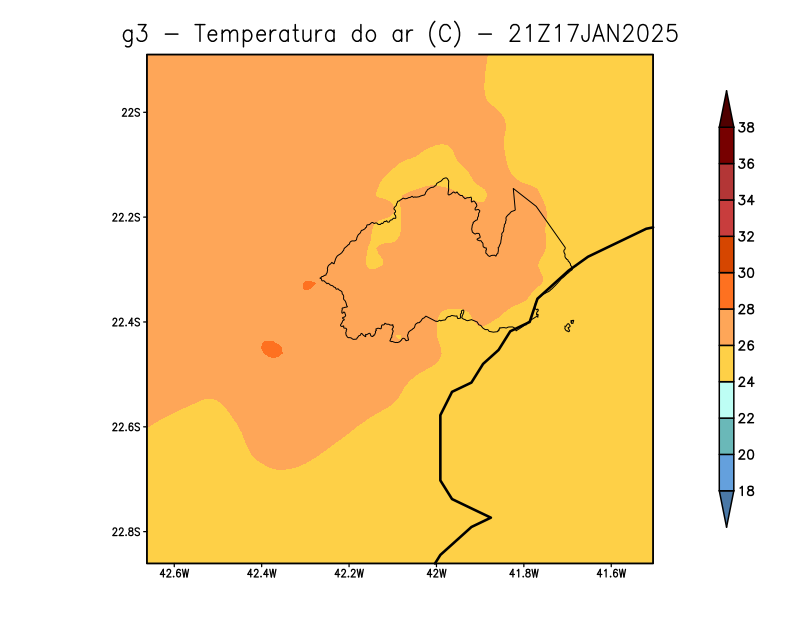 g3 – Temperatura do ar (C) – 21Z17JAN2025
22S
22.2S
22.4S
22.6S
22.8S
42.6W
42.4W
42.2W
42W
41.8W
41.6W
38
36
34
32
30
28
26
24
22
20
18